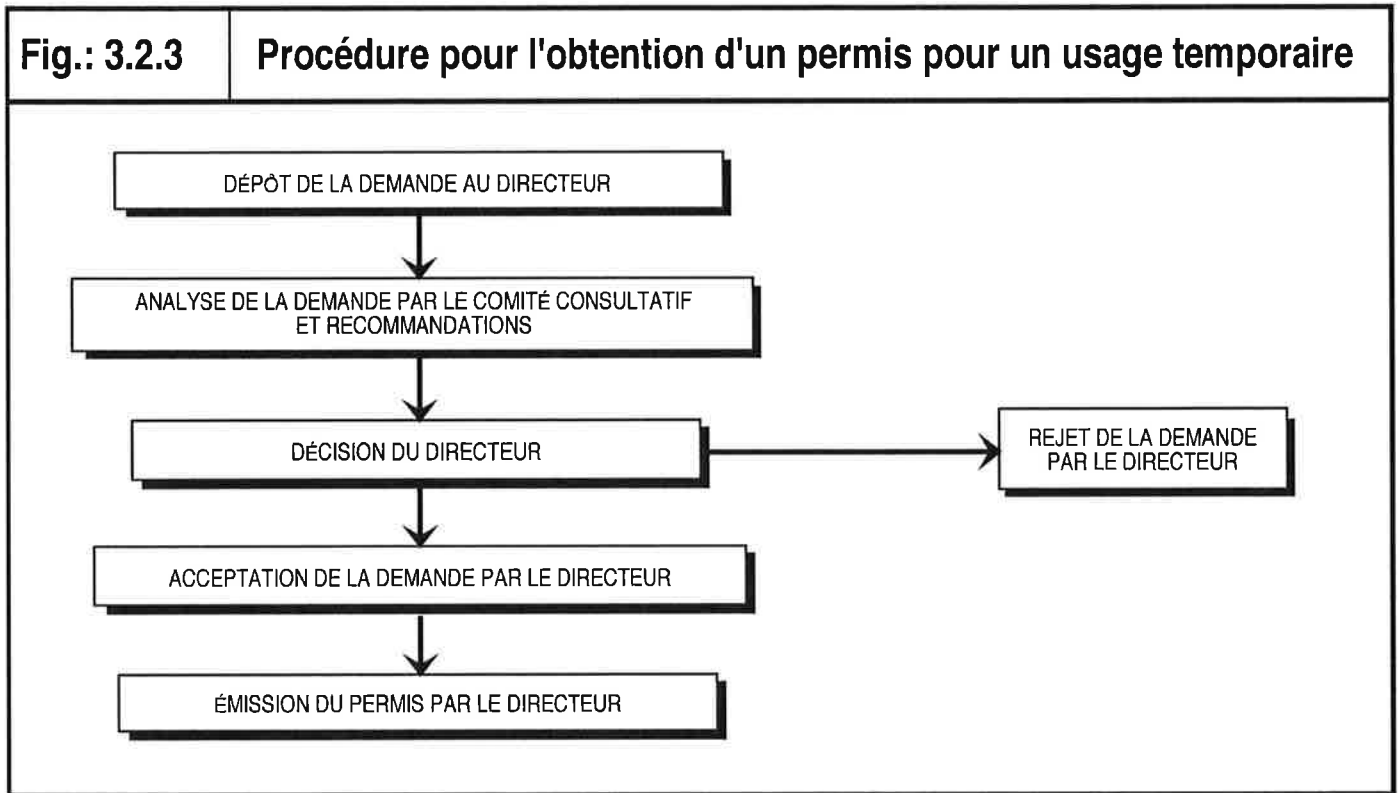 Fig.: 3.2.3
Procédure pour l'obtention d'un permis pour un usage temporaire
DÉPÔT DE LA DEMANDE AU DIRECTEUR
ANALYSE DE LA DEMANDE PAR LE COMITÉ CONSULTATIF
ET RECOMMANDATIONS
DÉCISION DU DIRECTEUR
REJET DE LA DEMANDE
PAR LE DIRECTEUR
ACCEPTATION DE LA DEMANDE PAR LE DIRECTEUR
ÉMISSION DU PERMIS PAR LE DIRECTEUR